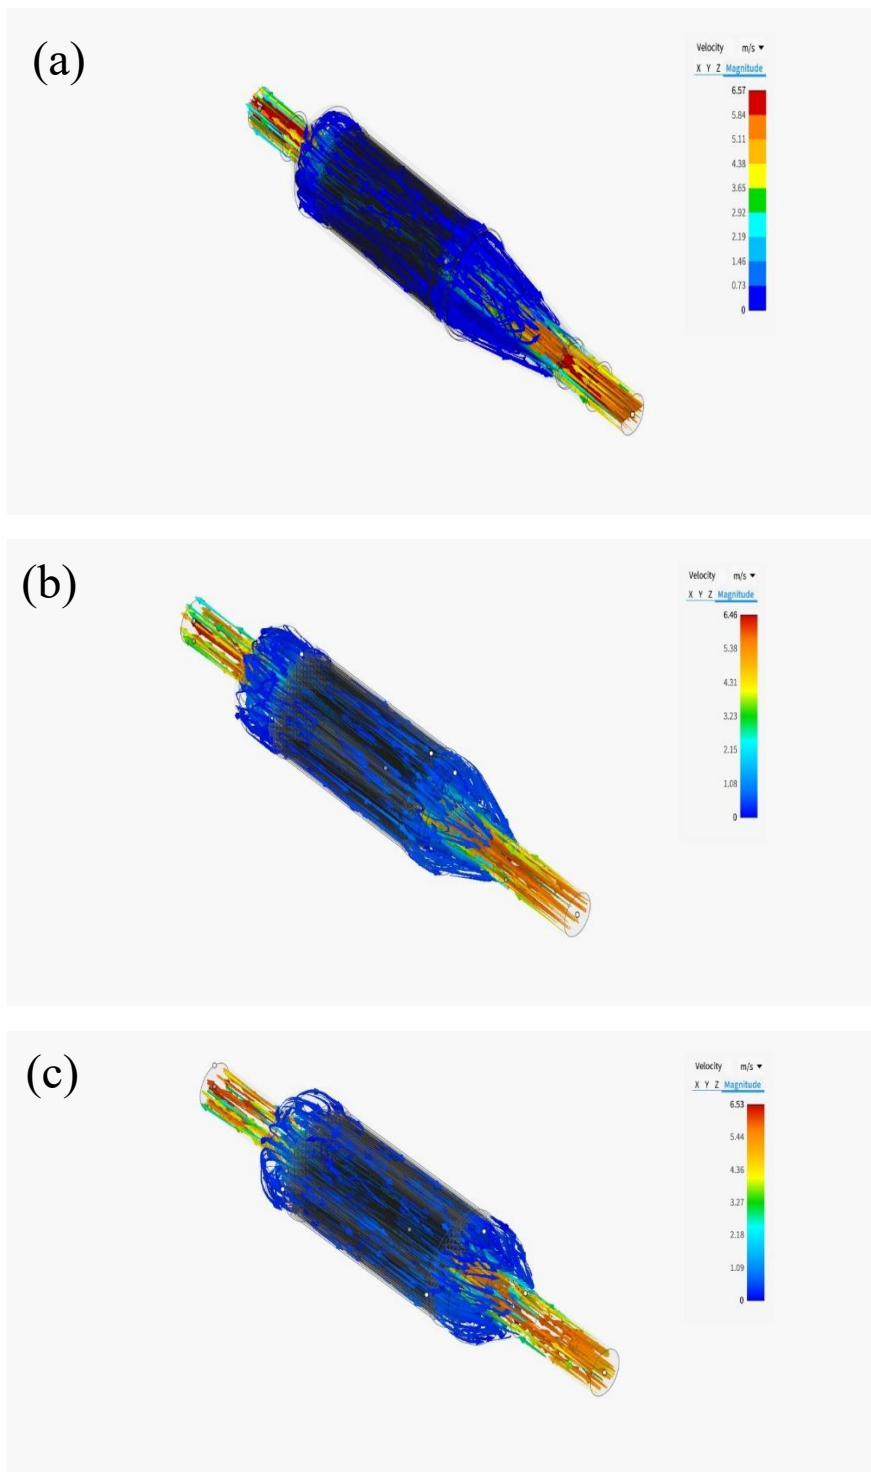 (a)
Velocity m/s ▼
X Y Z Magnitude
6.57
5.84
5.11
4.38
3.65
2.92
2.19
1.46
0.73
0
(b)
Velocity m/s ▼
X Y Z Magnitude
6.46
5.38
4.31
3.23
2.15
1.08
0
(c)
Velocity m/s ▼
X Y Z Magnitude
6.53
5.44
4.36
3.27
2.18
1.09
0